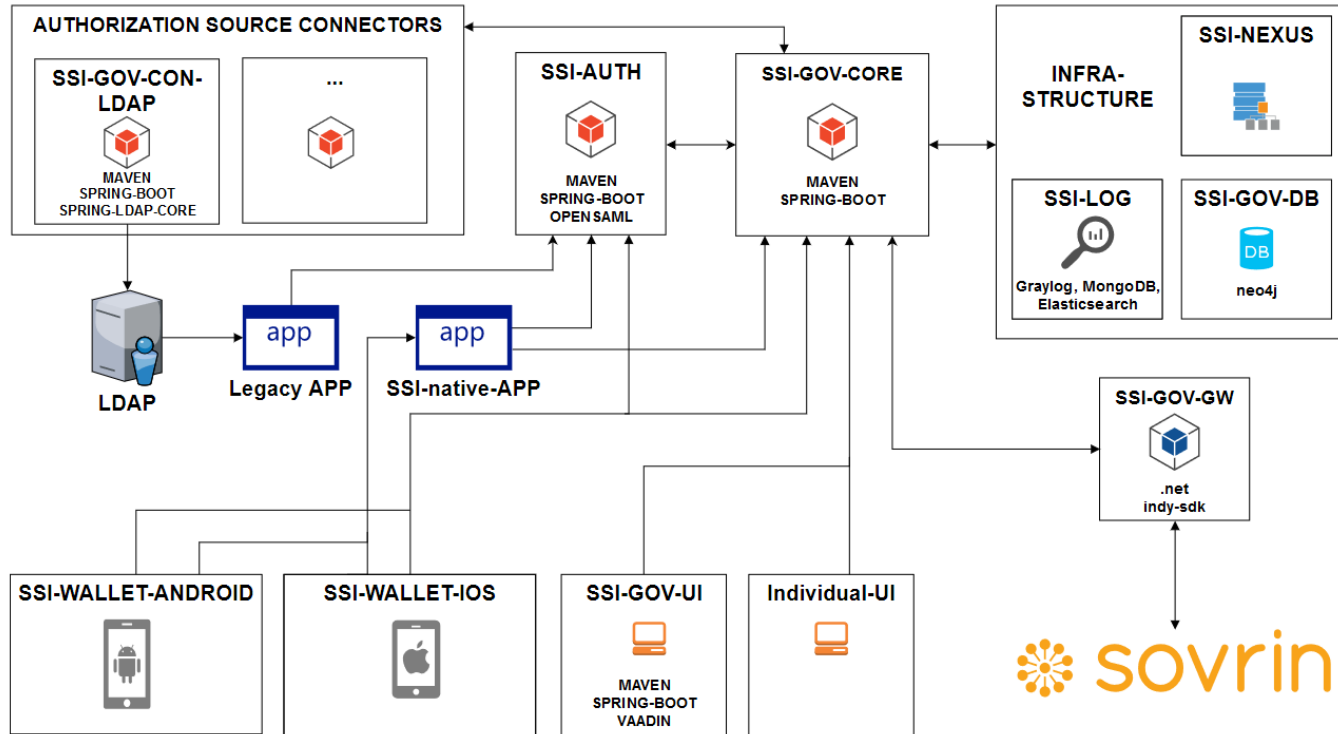 AUTHORIZATION SOURCE CONNECTORS
SSI-GOV-CON-
LDAP
MAVEN
SPRING-BOOT
SPRING-LDAP-CORE
...
SSI-AUTH
MAVEN
SPRING-BOOT
OPENSAML
SSI-GOV-CORE
MAVEN
SPRING-BOOT
INFRA-
STRUCTURE
SSI-NEXUS
SSI-LOG
Graylog, MongoDB,
Elasticsearch
SSI-GOV-DB
DB
neo4j
LDAP
app
Legacy APP
app
SSI-native-APP
SSI-GOV-GW
.net
indy-sdk
SSI-WALLET-ANDROID
SSI-WALLET-IOS
SSI-GOV-UI
MAVEN
SPRING-BOOT
VAADIN
Individual-UI
sovrin